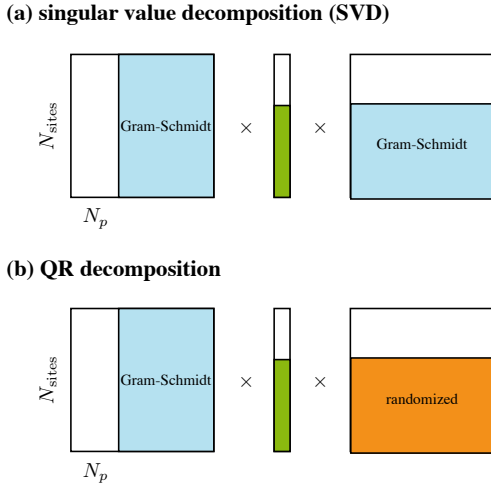 (a) singular value decomposition (SVD)
N_sites
Gram-Schmidt
×
×
Gram-Schmidt
N_p
(b) QR decomposition
N_sites
Gram-Schmidt
×
×
randomized
N_p